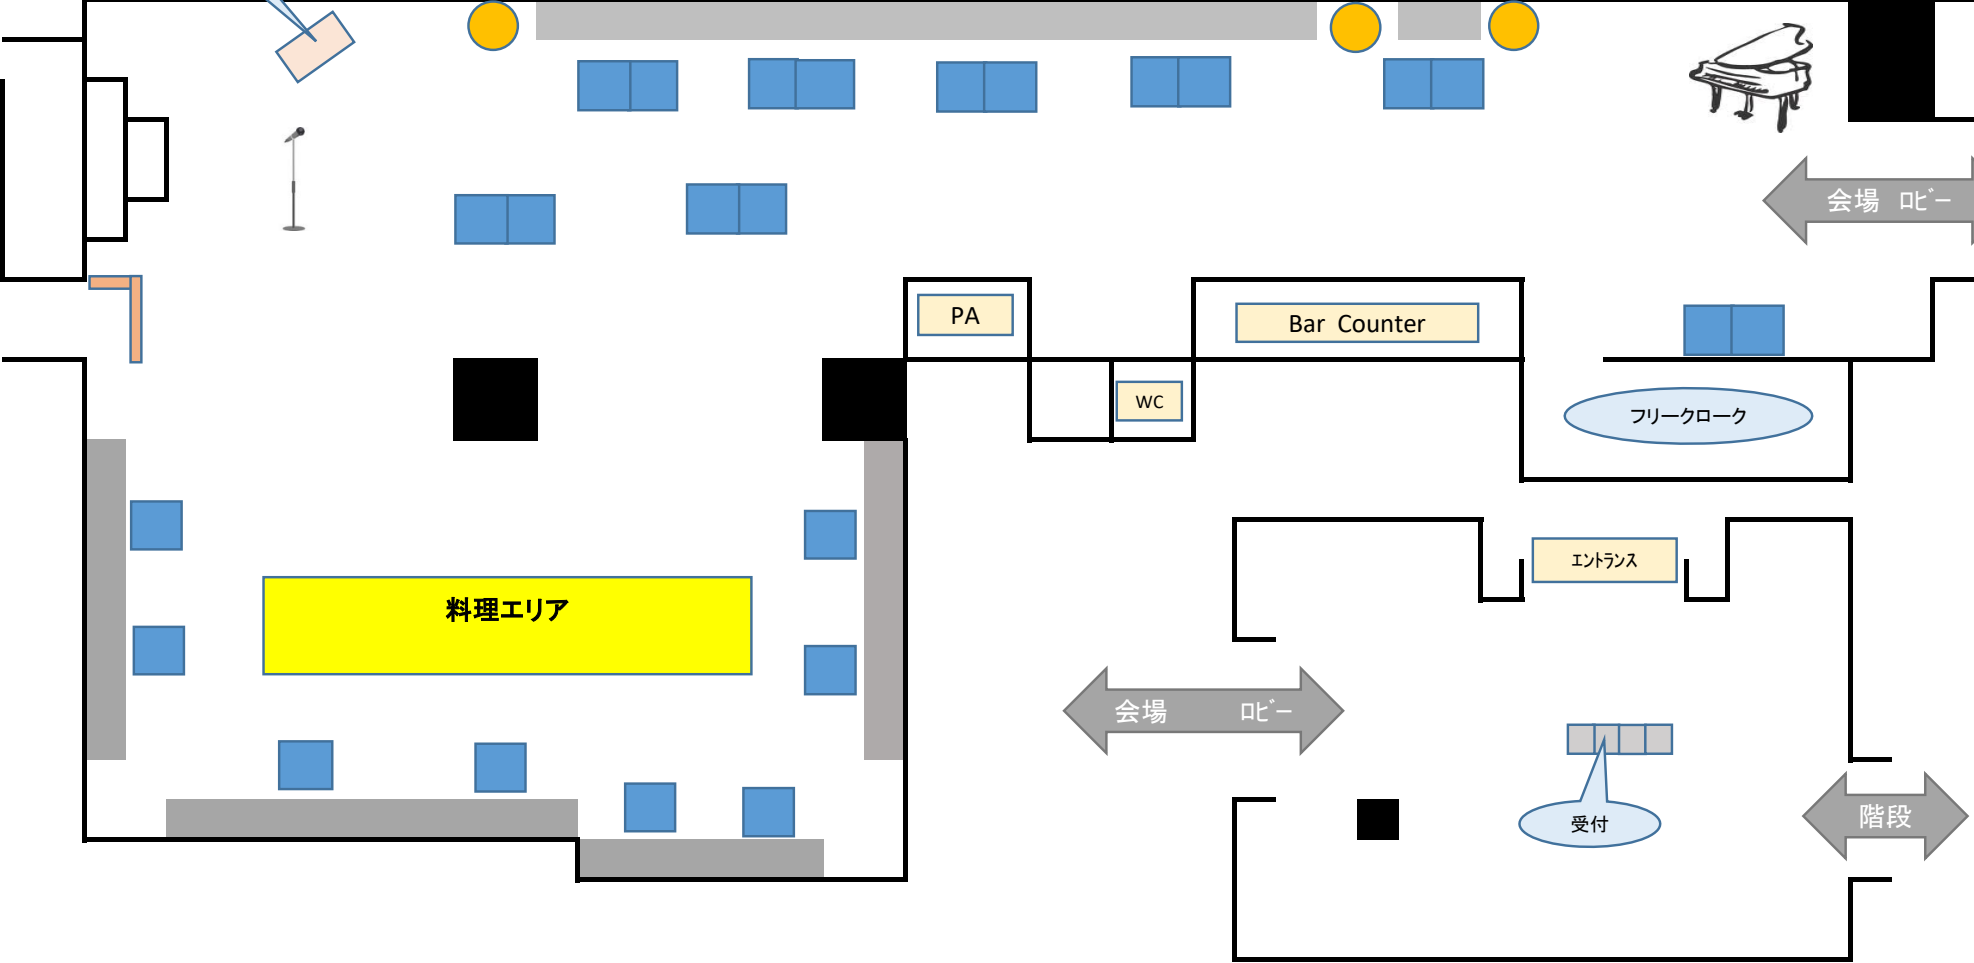 会場 ロビー
PA
Bar Counter
WC
フリークローク
エントランス
料理エリア
会場 ロビー
受付
階段